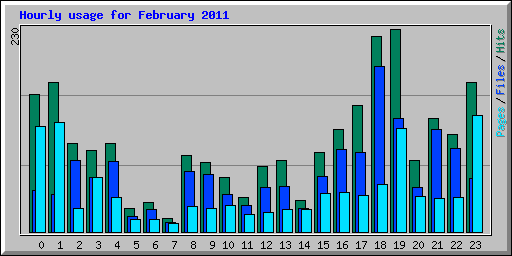 Hourly usage for February 2011
230
Pages / Files / Hits
0 1 2 3 4 5 6 7 8 9 10 11 12 13 14 15 16 17 18 19 20 21 22 23